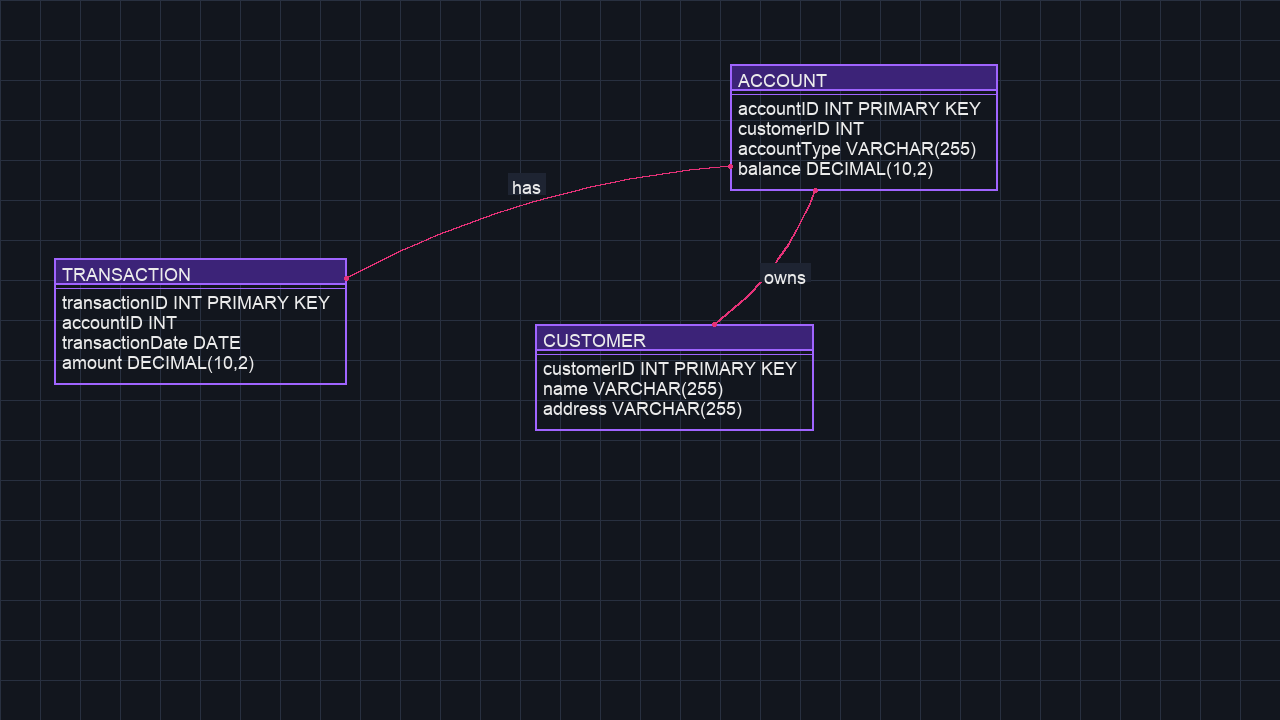 ACCOUNT
accountID INT PRIMARY KEY
customerID INT
accountType VARCHAR(255)
balance DECIMAL(10,2)
has
TRANSACTION
transactionID INT PRIMARY KEY
accountID INT
transactionDate DATE
amount DECIMAL(10,2)
owns
CUSTOMER
customerID INT PRIMARY KEY
name VARCHAR(255)
address VARCHAR(255)